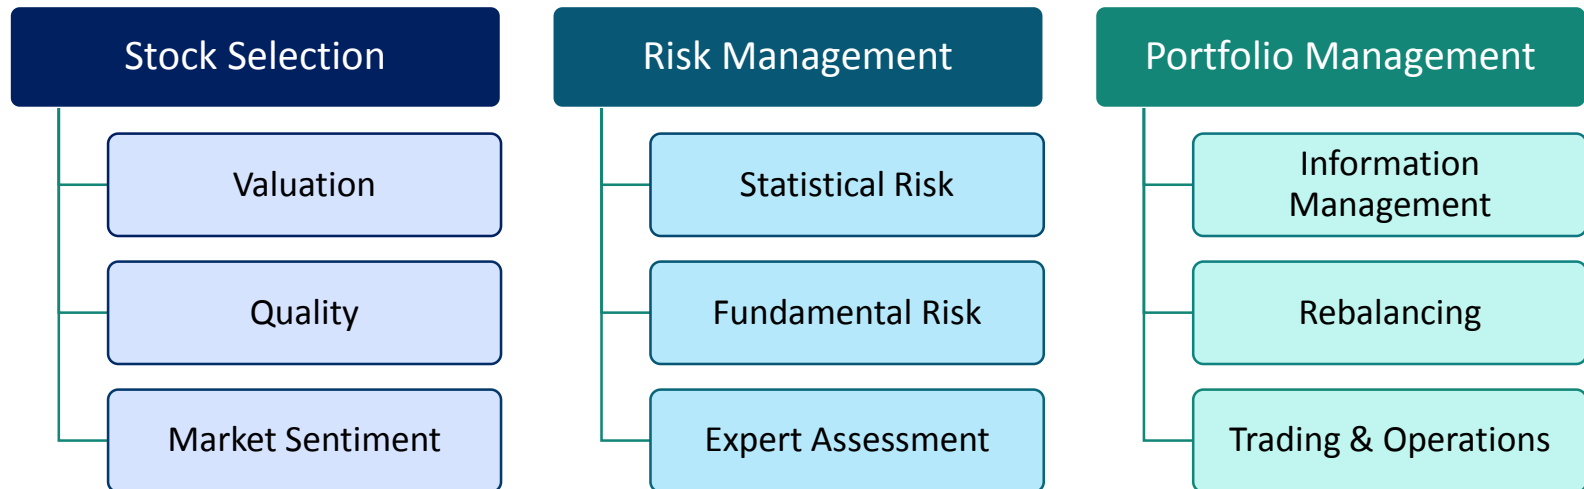 Stock Selection
Valuation
Quality
Market Sentiment
Risk Management
Statistical Risk
Fundamental Risk
Expert Assessment
Portfolio Management
Information
Management
Rebalancing
Trading & Operations